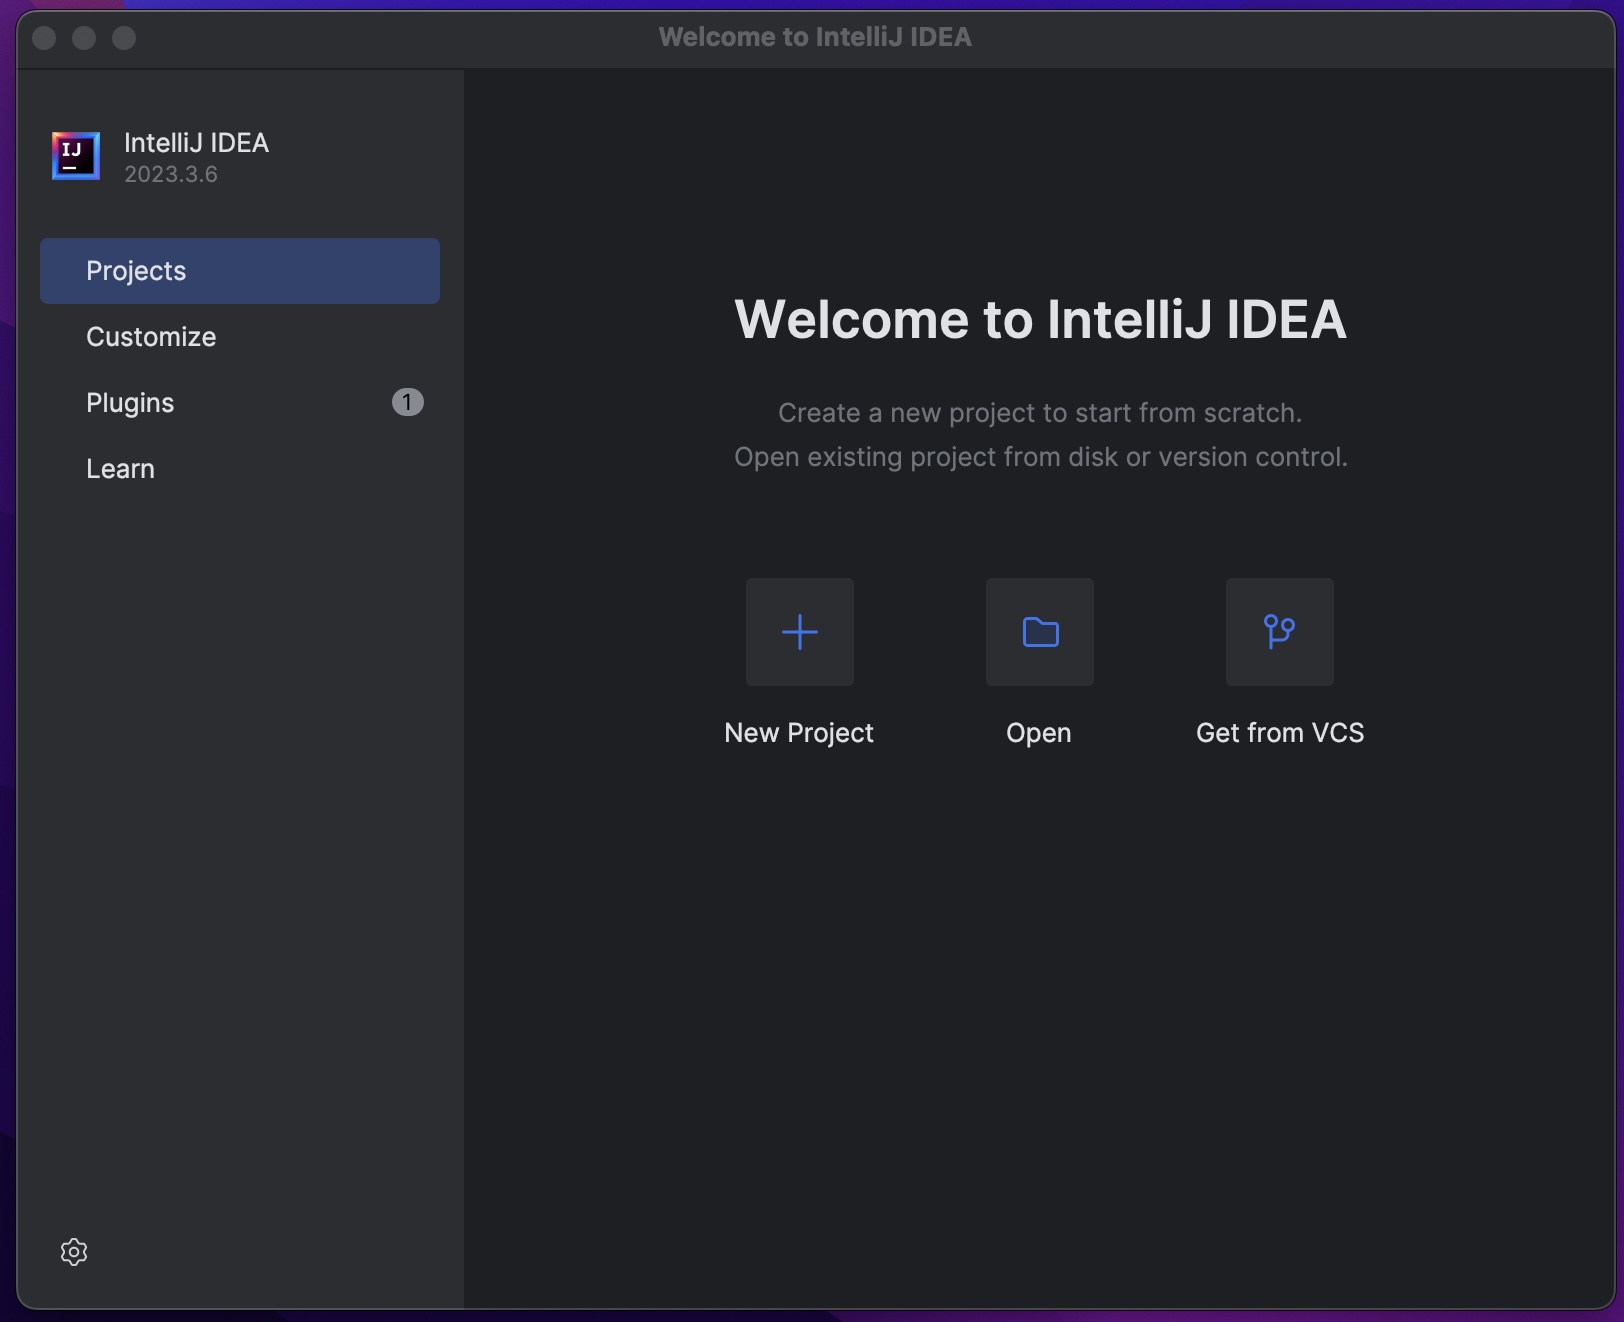 Welcome to IntelliJ IDEA
IJ
IntelliJ IDEA
2023.3.6
Projects
Customize
Plugins
1
Learn
Welcome to IntelliJ IDEA
Create a new project to start from scratch.
Open existing project from disk or version control.
New Project
Open
Get from VCS